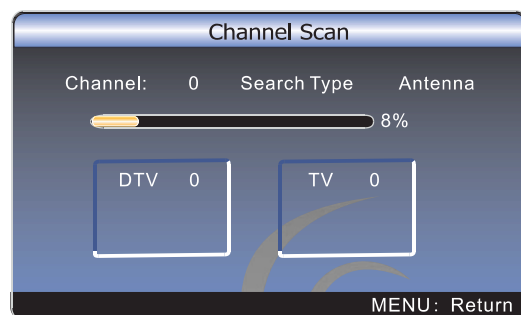 Channel Scan
Channel: 0 Search Type Antenna
8%
DTV 0 TV 0
MENU: Return